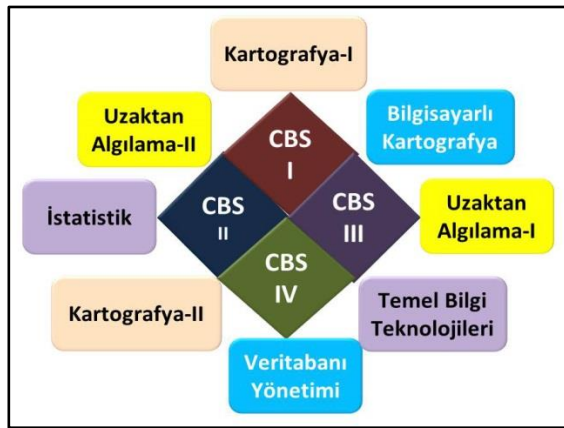 Kartografya-I
Uzaktan
Algılama-II
CBS
I
Bilgisayarlı
Kartografya
İstatistik
CBS
II
CBS
III
Uzaktan
Algılama-I
Kartografya-II
CBS
IV
Temel Bilgi
Teknolojileri
Veritabanı
Yönetimi